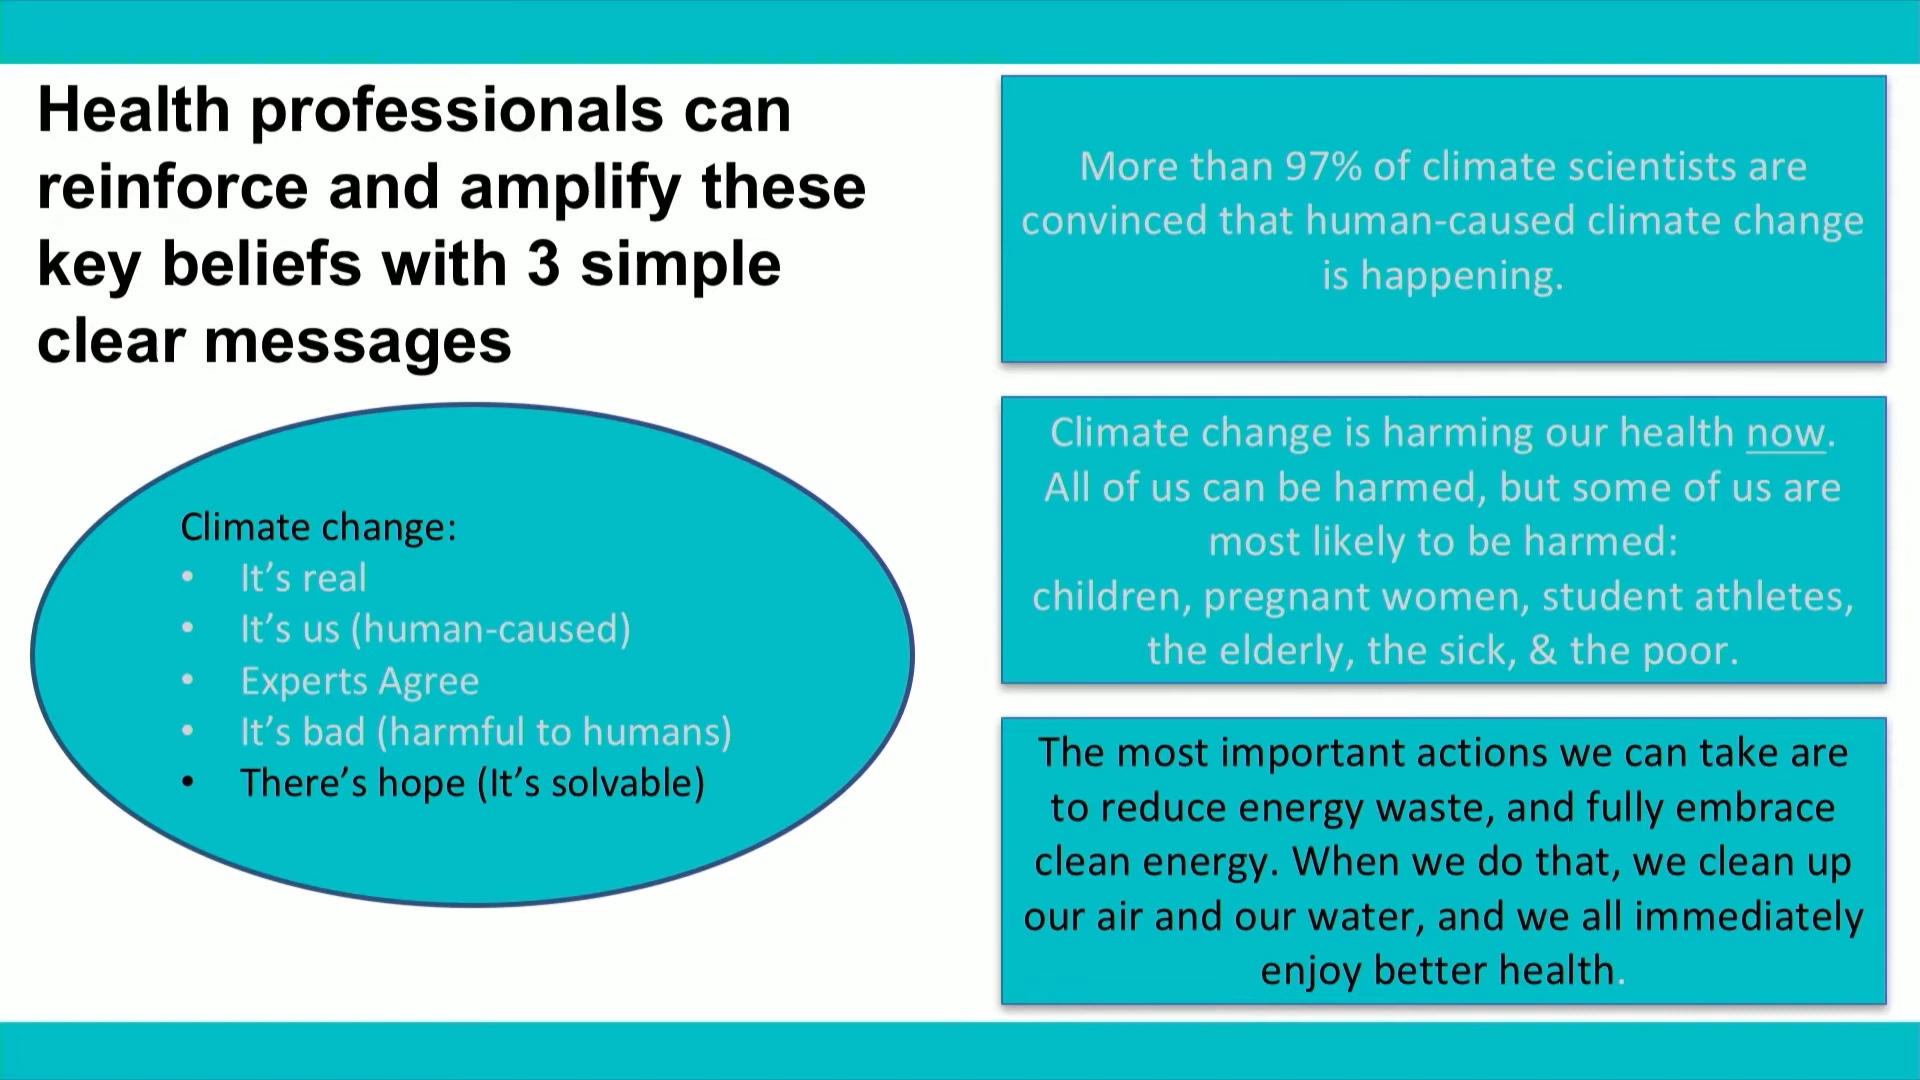 Health professionals can
reinforce and amplify these
key beliefs with 3 simple
clear messages
Climate change:
• It’s real
• It’s us (human-caused)
• Experts Agree
• It’s bad (harmful to humans)
• There’s hope (It’s solvable)
More than 97% of climate scientists are
convinced that human-caused climate change
is happening.
Climate change is harming our health now.
All of us can be harmed, but some of us are
most likely to be harmed:
children, pregnant women, student athletes,
the elderly, the sick, & the poor.
The most important actions we can take are
to reduce energy waste, and fully embrace
clean energy. When we do that, we clean up
our air and our water, and we all immediately
enjoy better health.